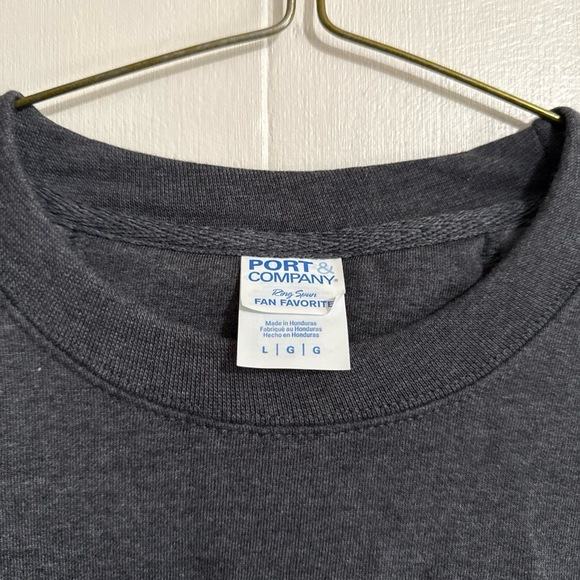 PORT &
COMPANY®
Ring Spun
FAN FAVORITE
Made in Honduras
Fabriqué au Honduras
Hecho en Honduras
L | G | G